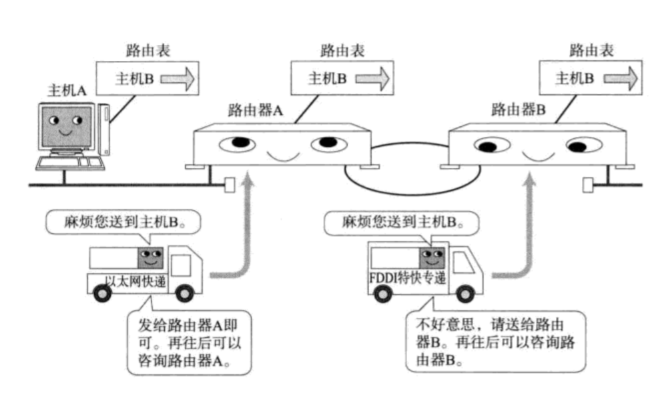 路由表
路由表
路由表
主机A
主机B
主机B
主机B
路由器A
路由器B
麻烦您送到主机B。
麻烦您送到主机B。
以太网快递
FDDI特快专递
发给路由器A即
可。再往后可以
咨询路由器A。
不好意思，请送给路由
器B。再往后可以咨询路
由器B。